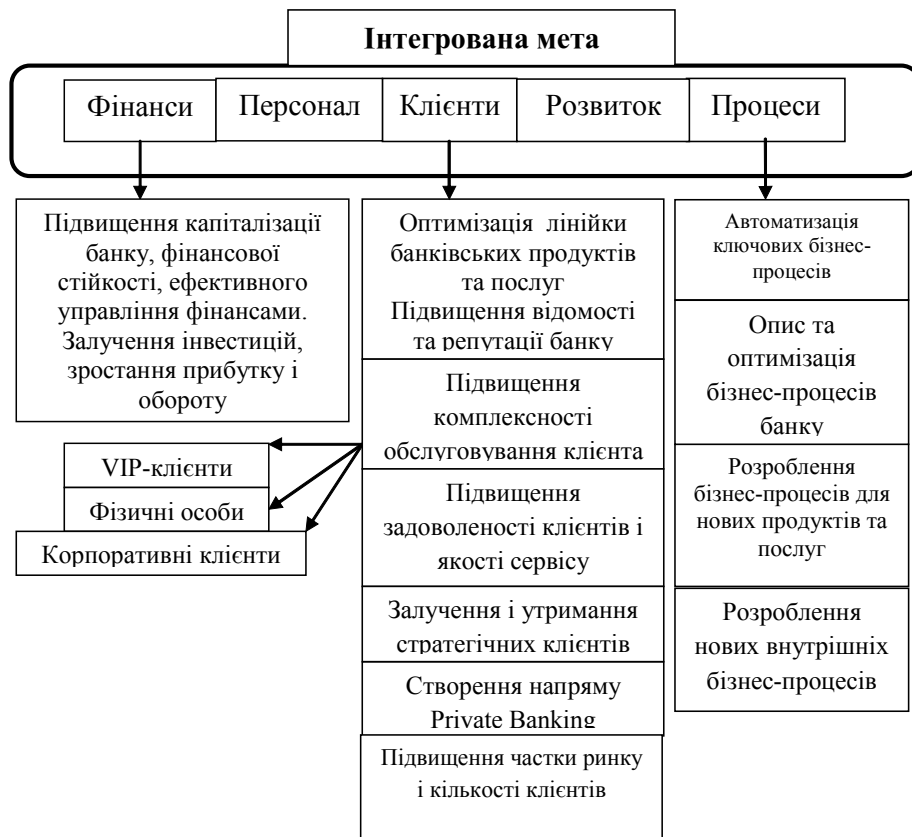 Інтегрована мета
Фінанси Персонал Клієнти Розвиток Процеси
Підвищення капіталізації
банку, фінансової
стійкості, ефективного
управління фінансами.
Залучення інвестицій,
зростання прибутку і
обороту
VIP-клієнти
Фізичні особи
Корпоративні клієнти
Оптимізація лінійки
банківських продуктів
та послуг
Підвищення відомості
та репутації банку
Підвищення
комплексності
обслуговування клієнта
Підвищення
задоволеності клієнтів і
якості сервісу
Залучення і утримання
стратегічних клієнтів
Створення напряму
Private Banking
Підвищення частки ринку
і кількості клієнтів
Автоматизація
ключових бізнес-
процесів
Опис та
оптимізація
бізнес-процесів
банку
Розроблення
бізнес-процесів для
нових продуктів та
послуг
Розроблення
нових внутрішніх
бізнес-процесів